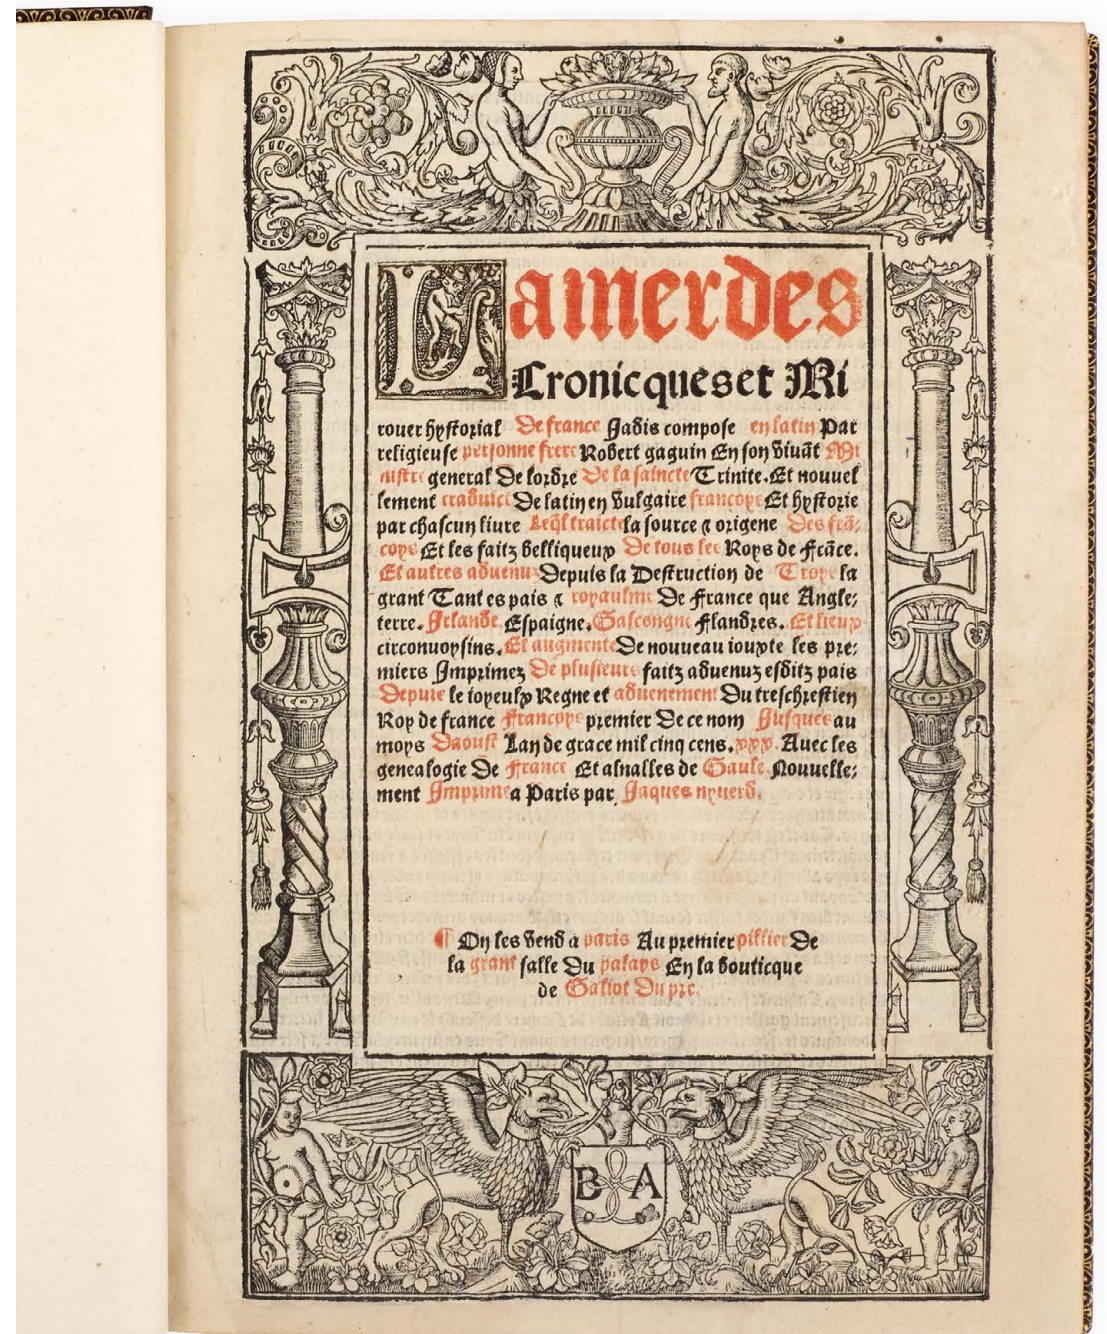 Lamerdes
Cronicqueset Mi
rouer hystorial De france Jadis compose en latin Par
religieuse personne frere Robert gaguin En son viuāt Mi
nistre general De lordre De la saincte Trinite. Et nouuel
lement traduict De latin en vulgaire francoys Et hystorie
par chascun liure Leq̄l traicte la source ⁊ origene Des frā⸗
coys Et les faitz belliqueux De tous les Roys de frāce.
Et autres aduenuz Depuis la Destruction de Troye la
grant Tant es pais ⁊ royaulme De France que Angle⸗
terre. Irlande. Espaigne. Gascongne Flandres. Et lieux
circonuoysins. Et augmente De nouueau iouxte les pre⸗
miers Imprimez De plusieurs faitz aduenuz esditz pais
Depuis le ioyeulx Regne et aduenement Du treschrestien
Roy de france Francoys premier De ce nom Jusques au
moys Daoust Lan de grace mil cinq cens. xxx. Auec les
genealogie De France Et alnalles de Gaule. Nouuelle⸗
ment Imprime a Paris par Jaques nyuerd.
¶ On les vend a paris Au premier pillier De
la grant salle Du palays En la bouticque
de Galiot Du pre.
B A